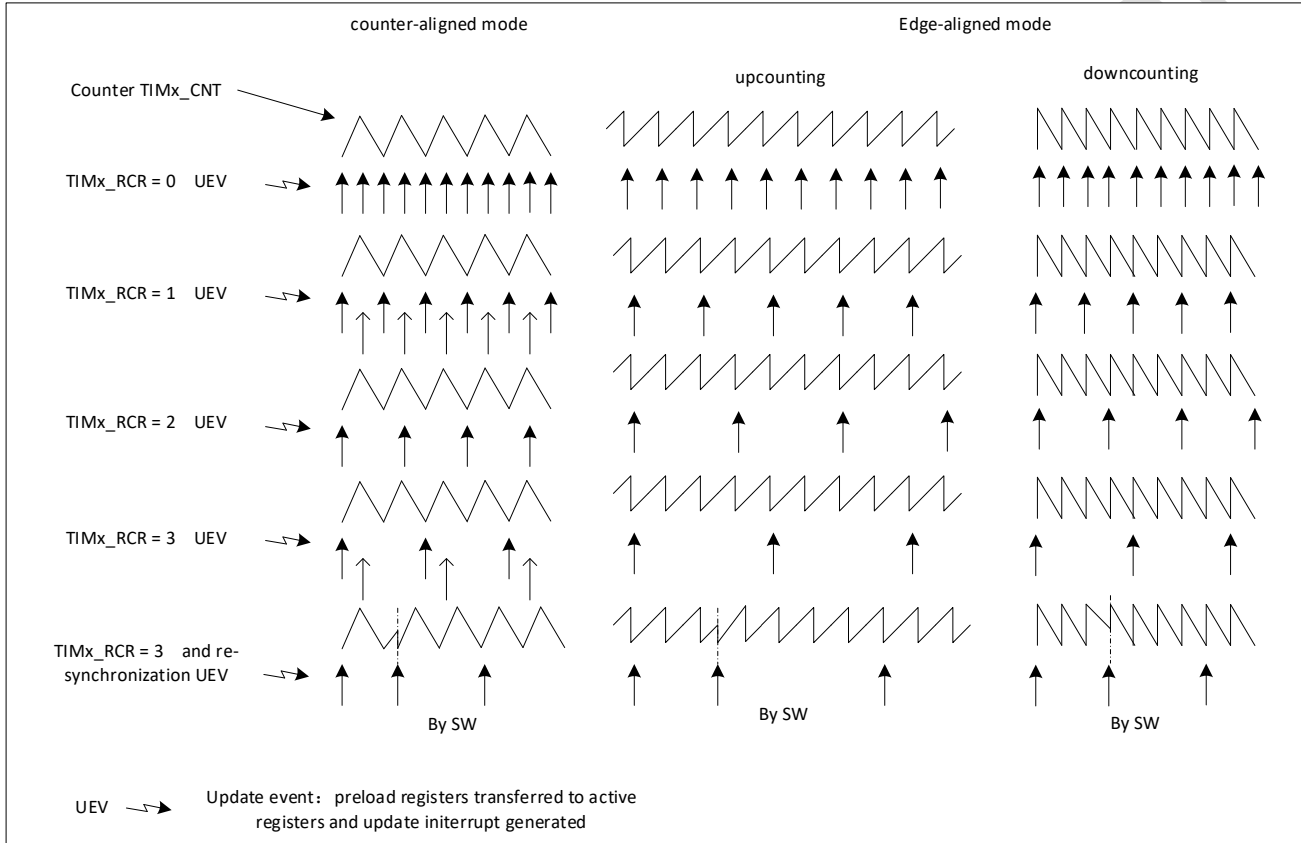 counter-aligned mode
Edge-aligned mode
upcounting
downcounting
Counter TIMx_CNT
TIMx_RCR = 0 UEV
TIMx_RCR = 1 UEV
TIMx_RCR = 2 UEV
TIMx_RCR = 3 UEV
TIMx_RCR = 3 and re-
synchronization UEV
By SW
By SW
By SW
UEV
Update event: preload registers transferred to active
registers and update initerrupt generated